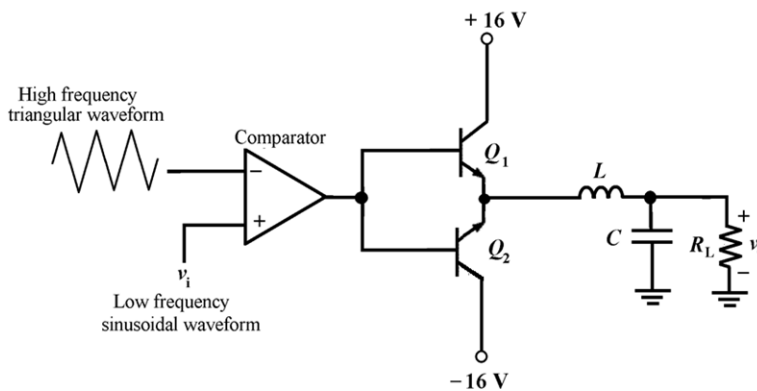 + 16 V
High frequency
triangular waveform
Comparator
−
+
Q1
Q2
L
C
RL
+
v
−
vi
Low frequency
sinusoidal waveform
−16 V